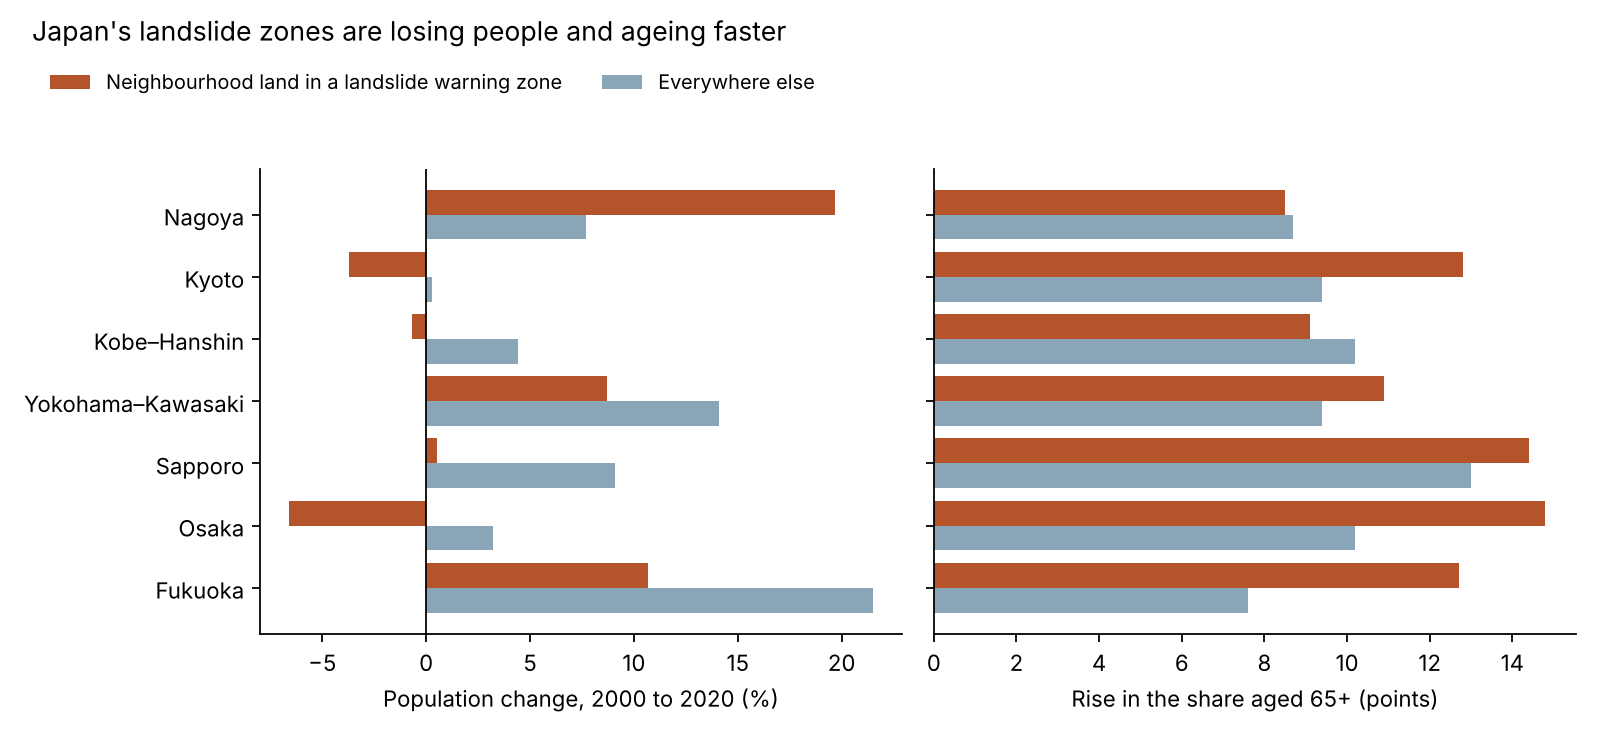 Japan's landslide zones are losing people and ageing faster
Neighbourhood land in a landslide warning zone
Everywhere else
Nagoya
Kyoto
Kobe–Hanshin
Yokohama–Kawasaki
Sapporo
Osaka
Fukuoka
−5 0 5 10 15 20
Population change, 2000 to 2020 (%)
0 2 4 6 8 10 12 14
Rise in the share aged 65+ (points)